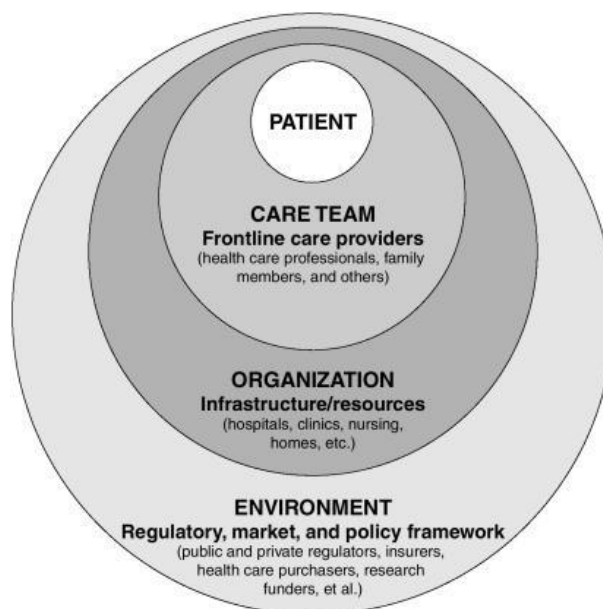 PATIENT
CARE TEAM
Frontline care providers
(health care professionals, family
members, and others)
ORGANIZATION
Infrastructure/resources
(hospitals, clinics, nursing,
homes, etc.)
ENVIRONMENT
Regulatory, market, and policy framework
(public and private regulators, insurers,
health care purchasers, research
funders, et al.)